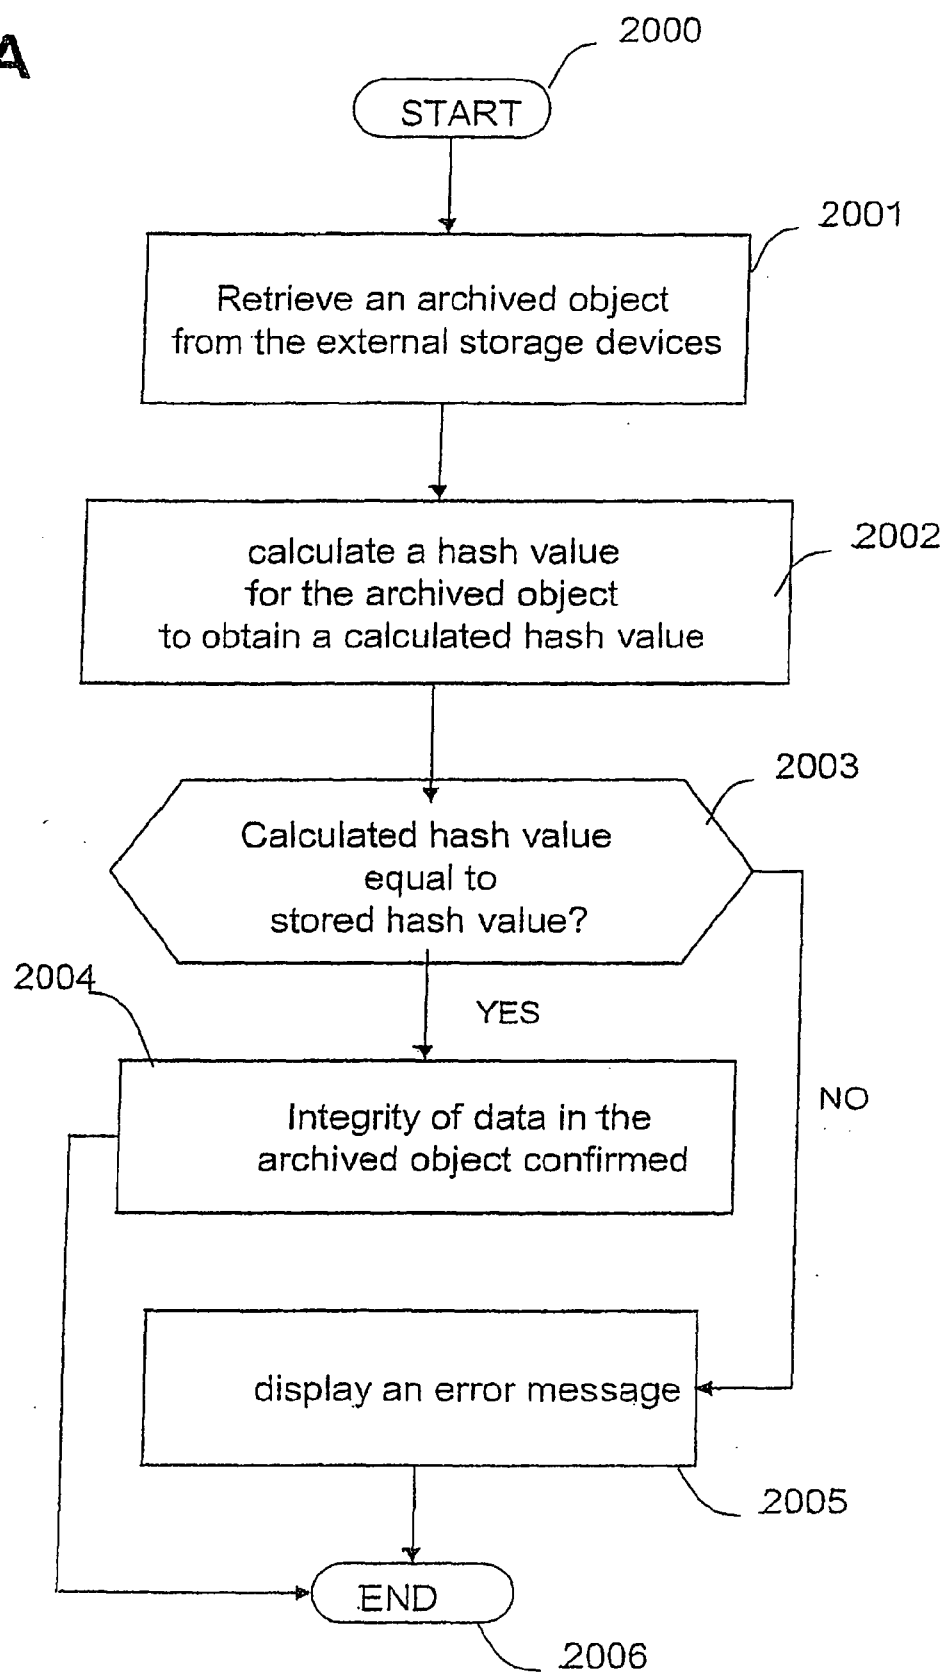 A
2000
START
2001
Retrieve an archived object
from the external storage devices
2002
calculate a hash value
for the archived object
to obtain a calculated hash value
2003
Calculated hash value
equal to
stored hash value?
2004
YES
NO
Integrity of data in the
archived object confirmed
display an error message
2005
END
2006